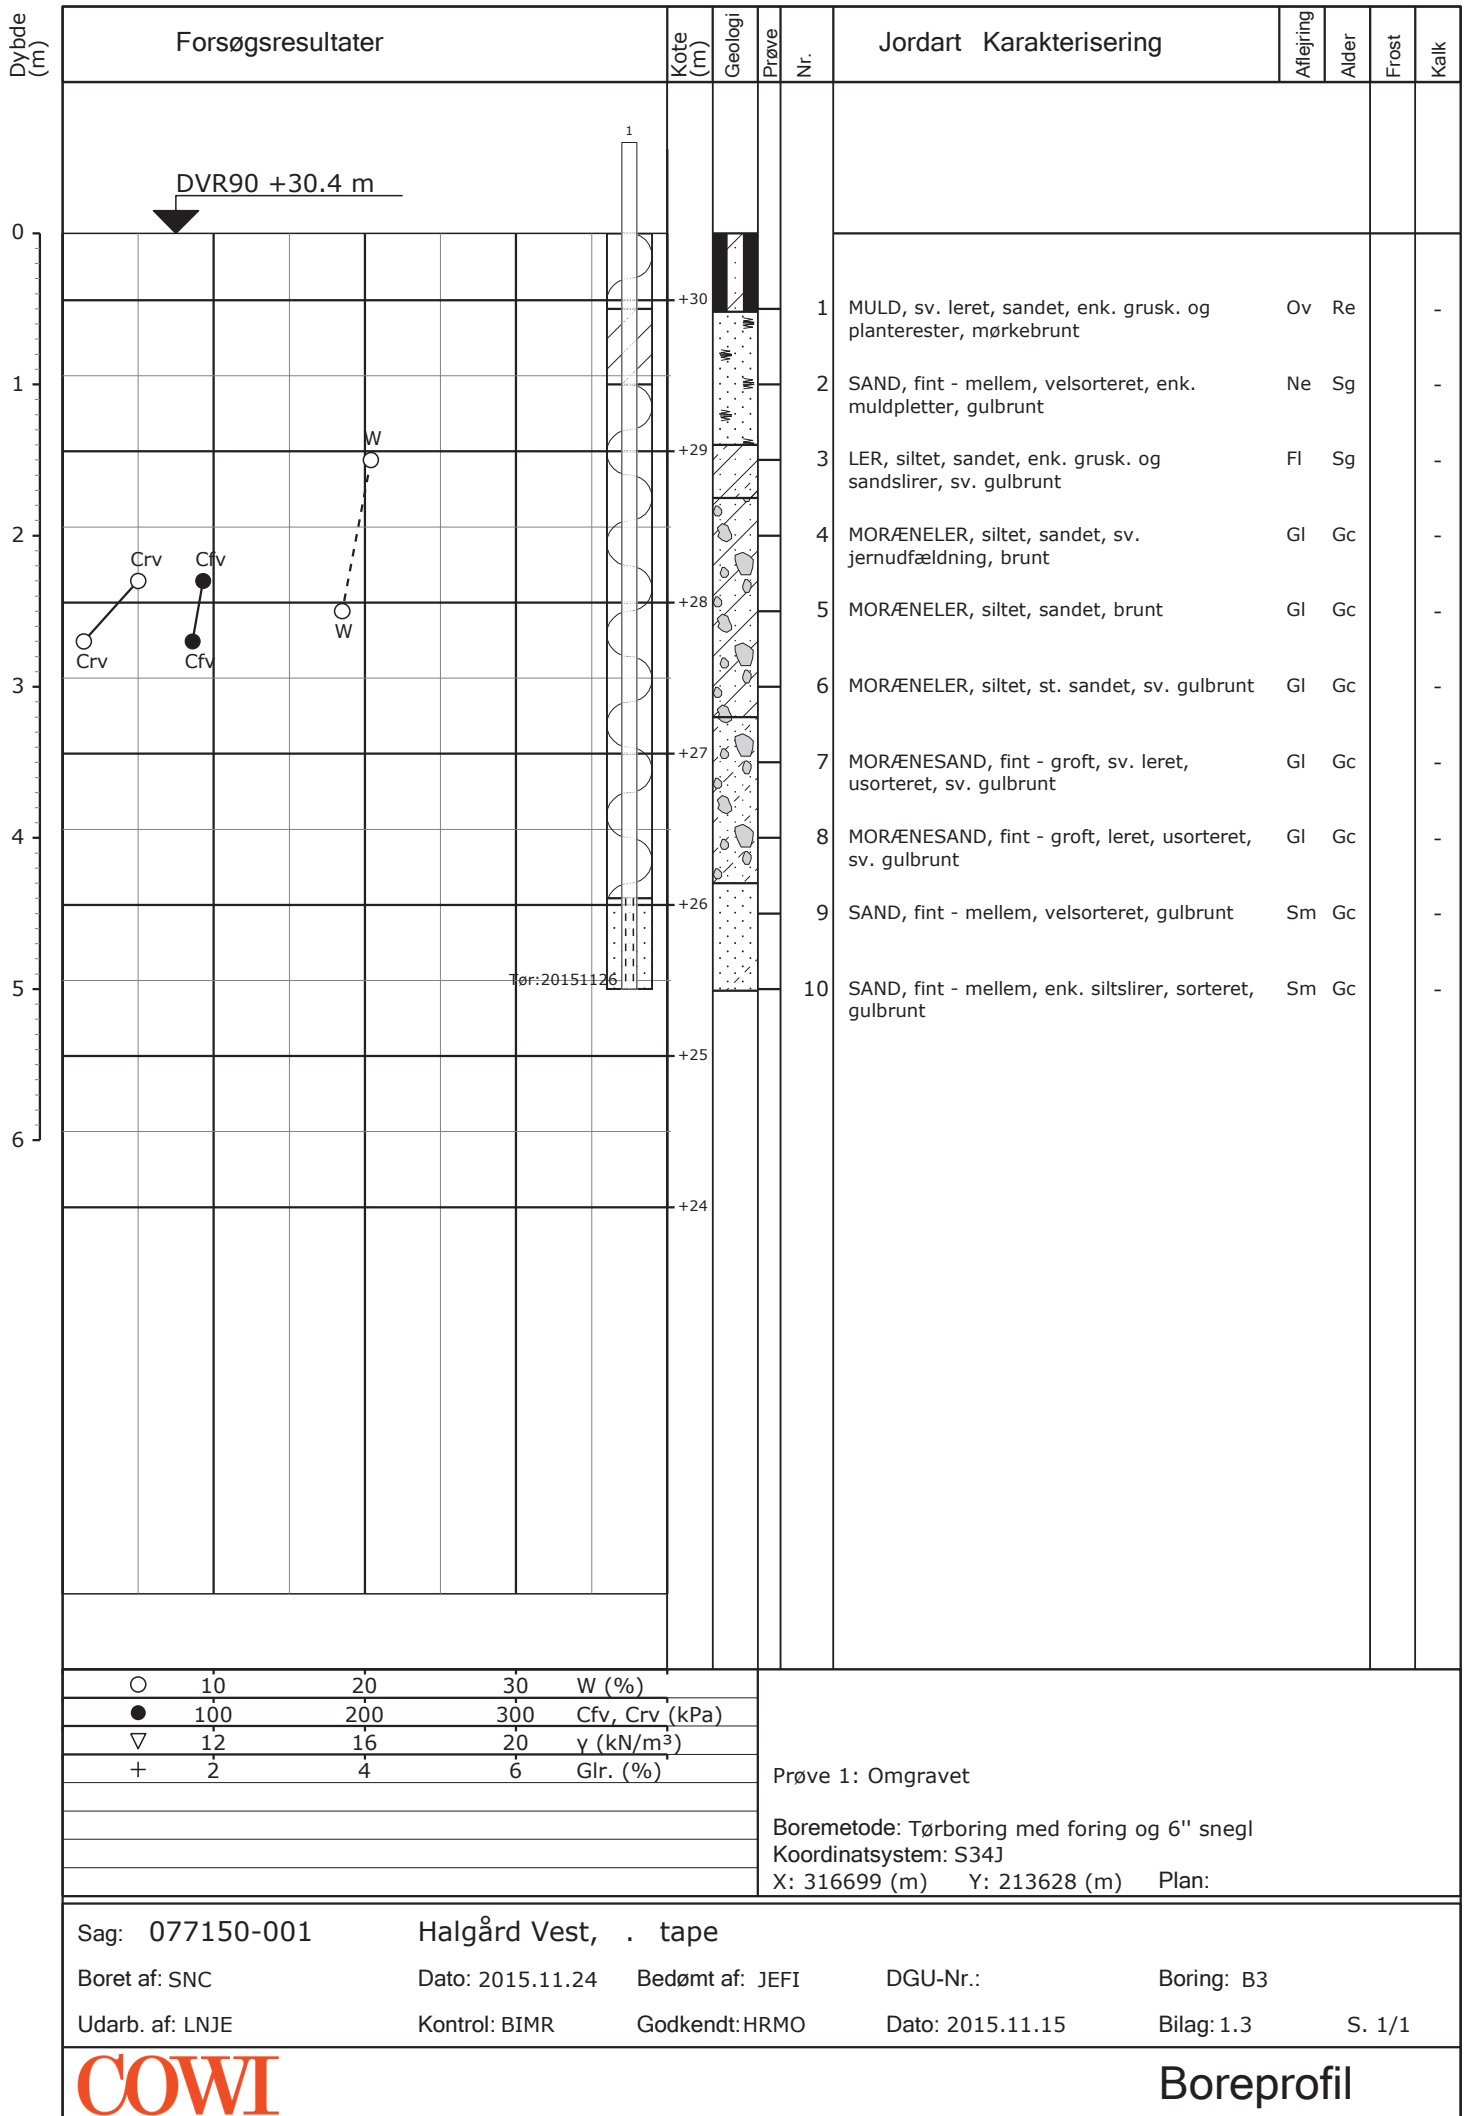 Dybde (m)
Forsøgsresultater
Kote (m)
Geologi
Prøve
Nr.
Jordart Karakterisering
Aflejring
Alder
Frost
Kalk
1
DVR90 +30.4 m
0
+30
1 MULD, sv. leret, sandet, enk. grusk. og Ov Re -
planterester, mørkebrunt
1
2 SAND, fint - mellem, velsorteret, enk. Ne Sg -
muldpletter, gulbrunt
W
+29
3 LER, siltet, sandet, enk. grusk. og Fl Sg -
sandslirer, sv. gulbrunt
2
4 MORÆNELER, siltet, sandet, sv. Gl Gc -
jernudfældning, brunt
Crv Cfv
+28
5 MORÆNELER, siltet, sandet, brunt Gl Gc -
W
Crv Cfv
3
6 MORÆNELER, siltet, st. sandet, sv. gulbrunt Gl Gc -
+27
7 MORÆNESAND, fint - groft, sv. leret, Gl Gc -
usorteret, sv. gulbrunt
4
8 MORÆNESAND, fint - groft, leret, usorteret, Gl Gc -
sv. gulbrunt
+26
9 SAND, fint - mellem, velsorteret, gulbrunt Sm Gc -
Tør:20151126
5
10 SAND, fint - mellem, enk. siltslirer, sorteret, Sm Gc -
gulbrunt
+25
6
+24
10 20 30 W (%)
100 200 300 Cfv, Crv (kPa)
12 16 20 γ (kN/m³)
+ 2 4 6 Glr. (%)
Prøve 1: Omgravet
Boremetode: Tørboring med foring og 6'' snegl
Koordinatsystem: S34J
X: 316699 (m) Y: 213628 (m) Plan:
Sag: 077150-001 Halgård Vest, . tape
Boret af: SNC Dato: 2015.11.24 Bedømt af: JEFI DGU-Nr.: Boring: B3
Udarb. af: LNJE Kontrol: BIMR Godkendt: HRMO Dato: 2015.11.15 Bilag: 1.3 S. 1/1
COWI
Boreprofil